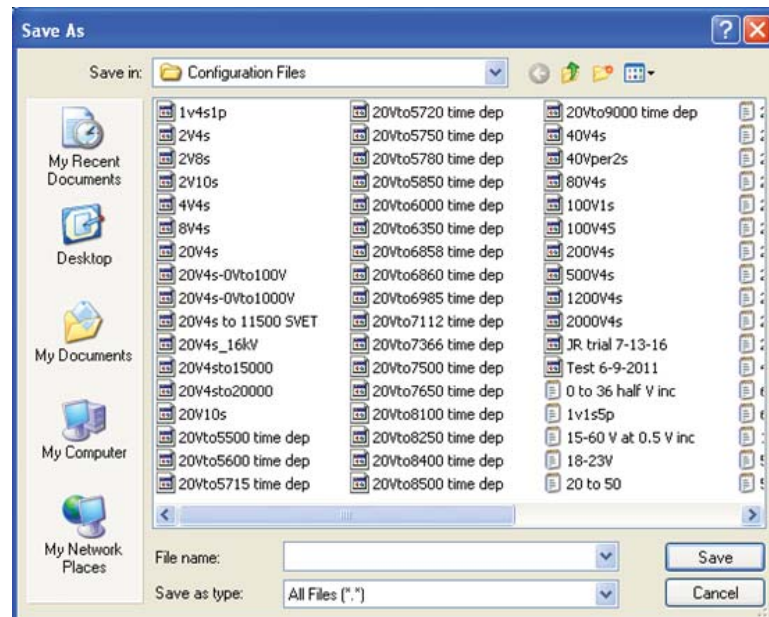 Save As
Save in:
Configuration Files
My Recent
Documents
Desktop
My Documents
My Computer
My Network
Places
1v4s1p
2V4s
2V8s
2V10s
4V4s
8V4s
20V4s
20V4s-0Vto100V
20V4s-0Vto1000V
20V4s to 11500 SVET
20V4s_16kV
20V4sto15000
20V4sto20000
20V10s
20Vto5500 time dep
20Vto5600 time dep
20Vto5715 time dep
20Vto5720 time dep
20Vto5750 time dep
20Vto5780 time dep
20Vto5850 time dep
20Vto6000 time dep
20Vto6350 time dep
20Vto6858 time dep
20Vto6860 time dep
20Vto6985 time dep
20Vto7112 time dep
20Vto7366 time dep
20Vto7500 time dep
20Vto7650 time dep
20Vto8100 time dep
20Vto8250 time dep
20Vto8400 time dep
20Vto8500 time dep
20Vto9000 time dep
40V4s
40Vper2s
80V4s
100V1s
100V4S
200V4s
500V4s
1200V4s
2000V4s
JR trial 7-13-16
Test 6-9-2011
0 to 36 half V inc
1v1s5p
15-60 V at 0.5 V inc
18-23V
20 to 50
File name:
Save
Save as type:
All Files (*.*)
Cancel